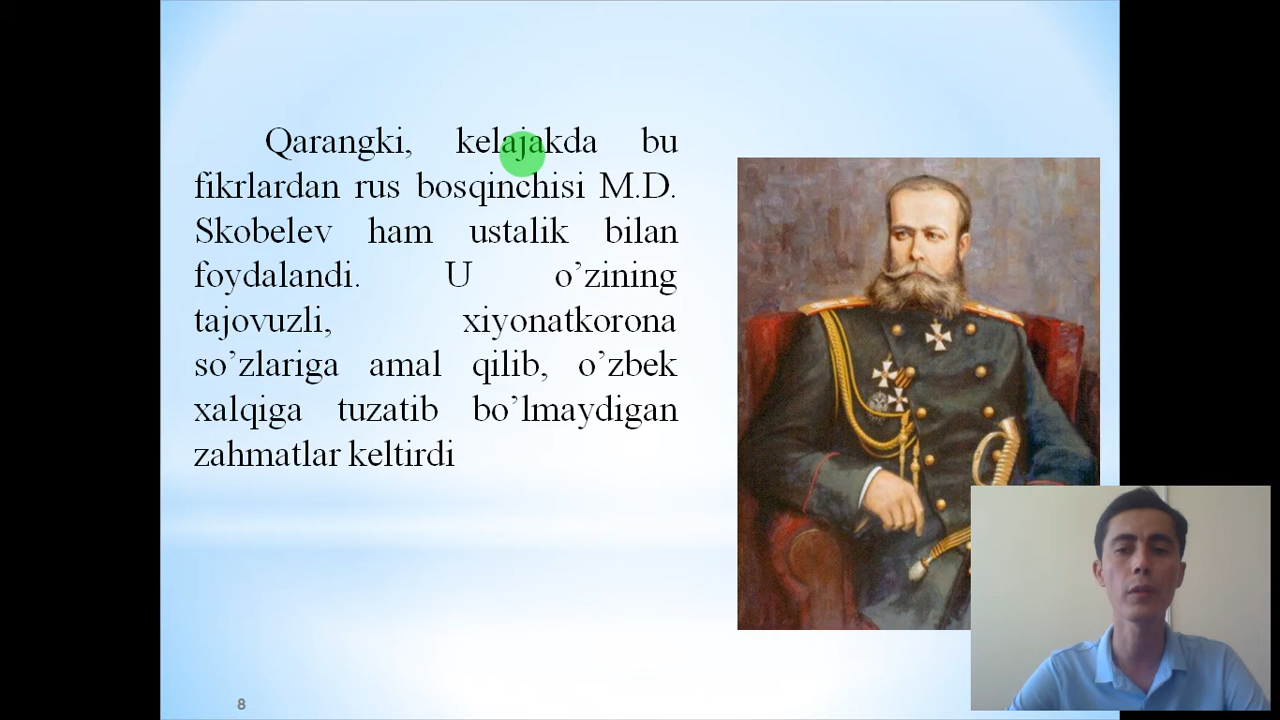 Qarangki, kelajakda bu
fikrlardan rus bosqinchisi M.D.
Skobelev ham ustalik bilan
foydalandi. U o’zining
tajovuzli, xiyonatkorona
so’zlariga amal qilib, o’zbek
xalqiga tuzatib bo’lmaydigan
zahmatlar keltirdi
8